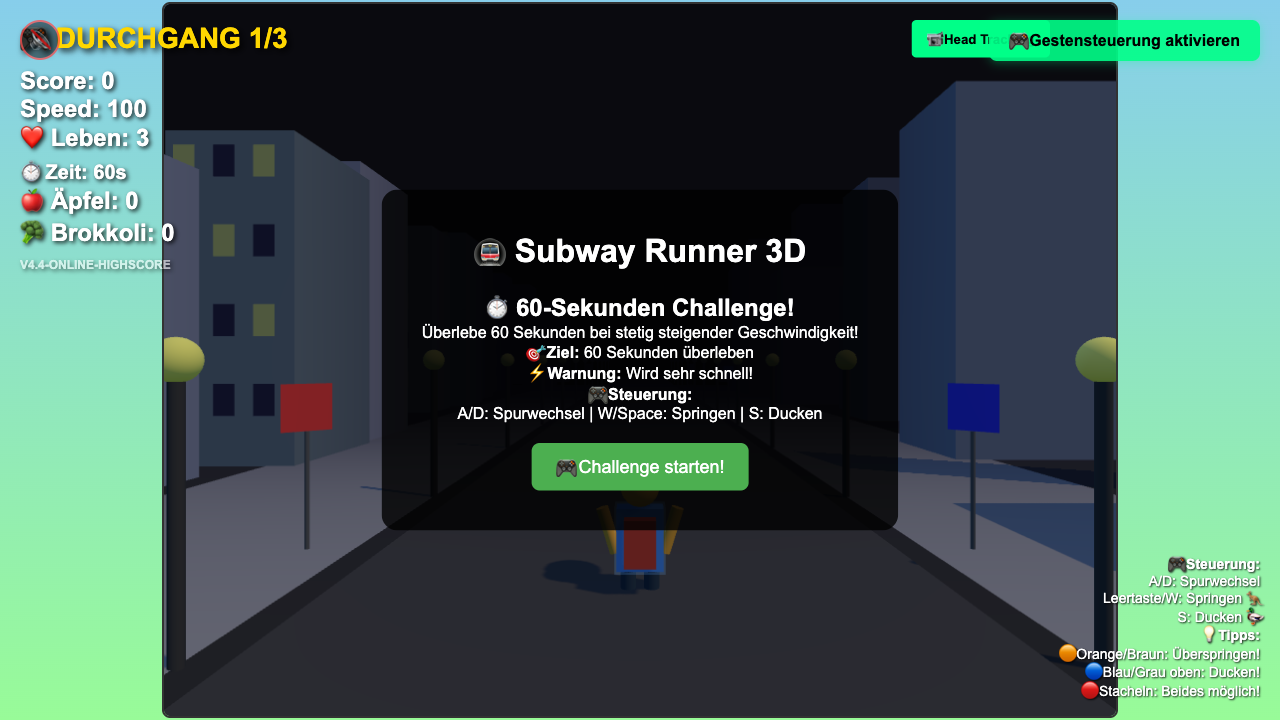 DURCHGANG 1/3
Score: 0
Speed: 100
❤️ Leben: 3
⏱️ Zeit: 60s
🍎 Äpfel: 0
🥦 Brokkoli: 0
V4.4-ONLINE-HIGHSCORE
📹Head
🎮Gestensteuerung aktivieren
🚇 Subway Runner 3D
⏱️ 60-Sekunden Challenge!
Überlebe 60 Sekunden bei stetig steigender Geschwindigkeit!
🎯Ziel: 60 Sekunden überleben
⚡Warnung: Wird sehr schnell!
🎮Steuerung:
A/D: Spurwechsel | W/Space: Springen | S: Ducken
🎮Challenge starten!
🎮Steuerung:
A/D: Spurwechsel
Leertaste/W: Springen 🦘
S: Ducken 🦆
💡Tipps:
🟠Orange/Braun: Überspringen!
🔵Blau/Grau oben: Ducken!
🔴Stacheln: Beides möglich!